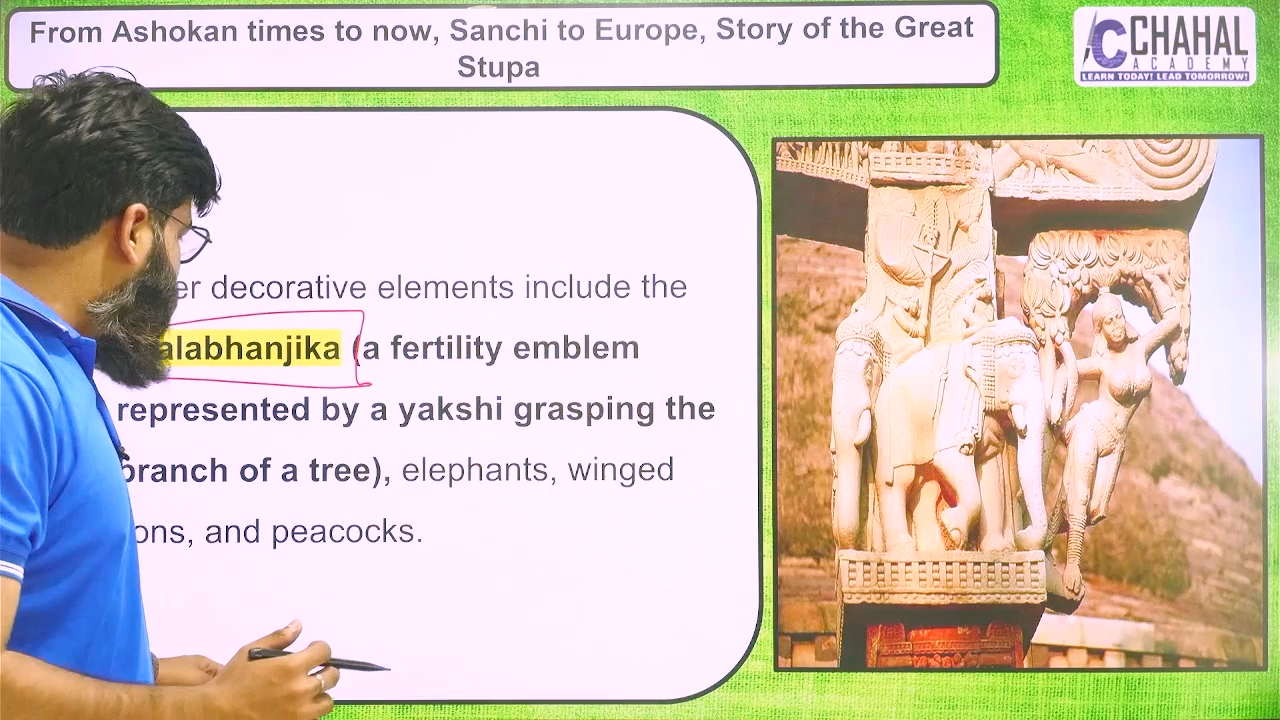 From Ashokan times to now, Sanchi to Europe, Story of the Great
Stupa
CHAHAL
ACADEMY
LEARN TODAY! LEAD TOMORROW!
er decorative elements include the
alabhanjika (a fertility emblem
represented by a yakshi grasping the
branch of a tree), elephants, winged
ons, and peacocks.